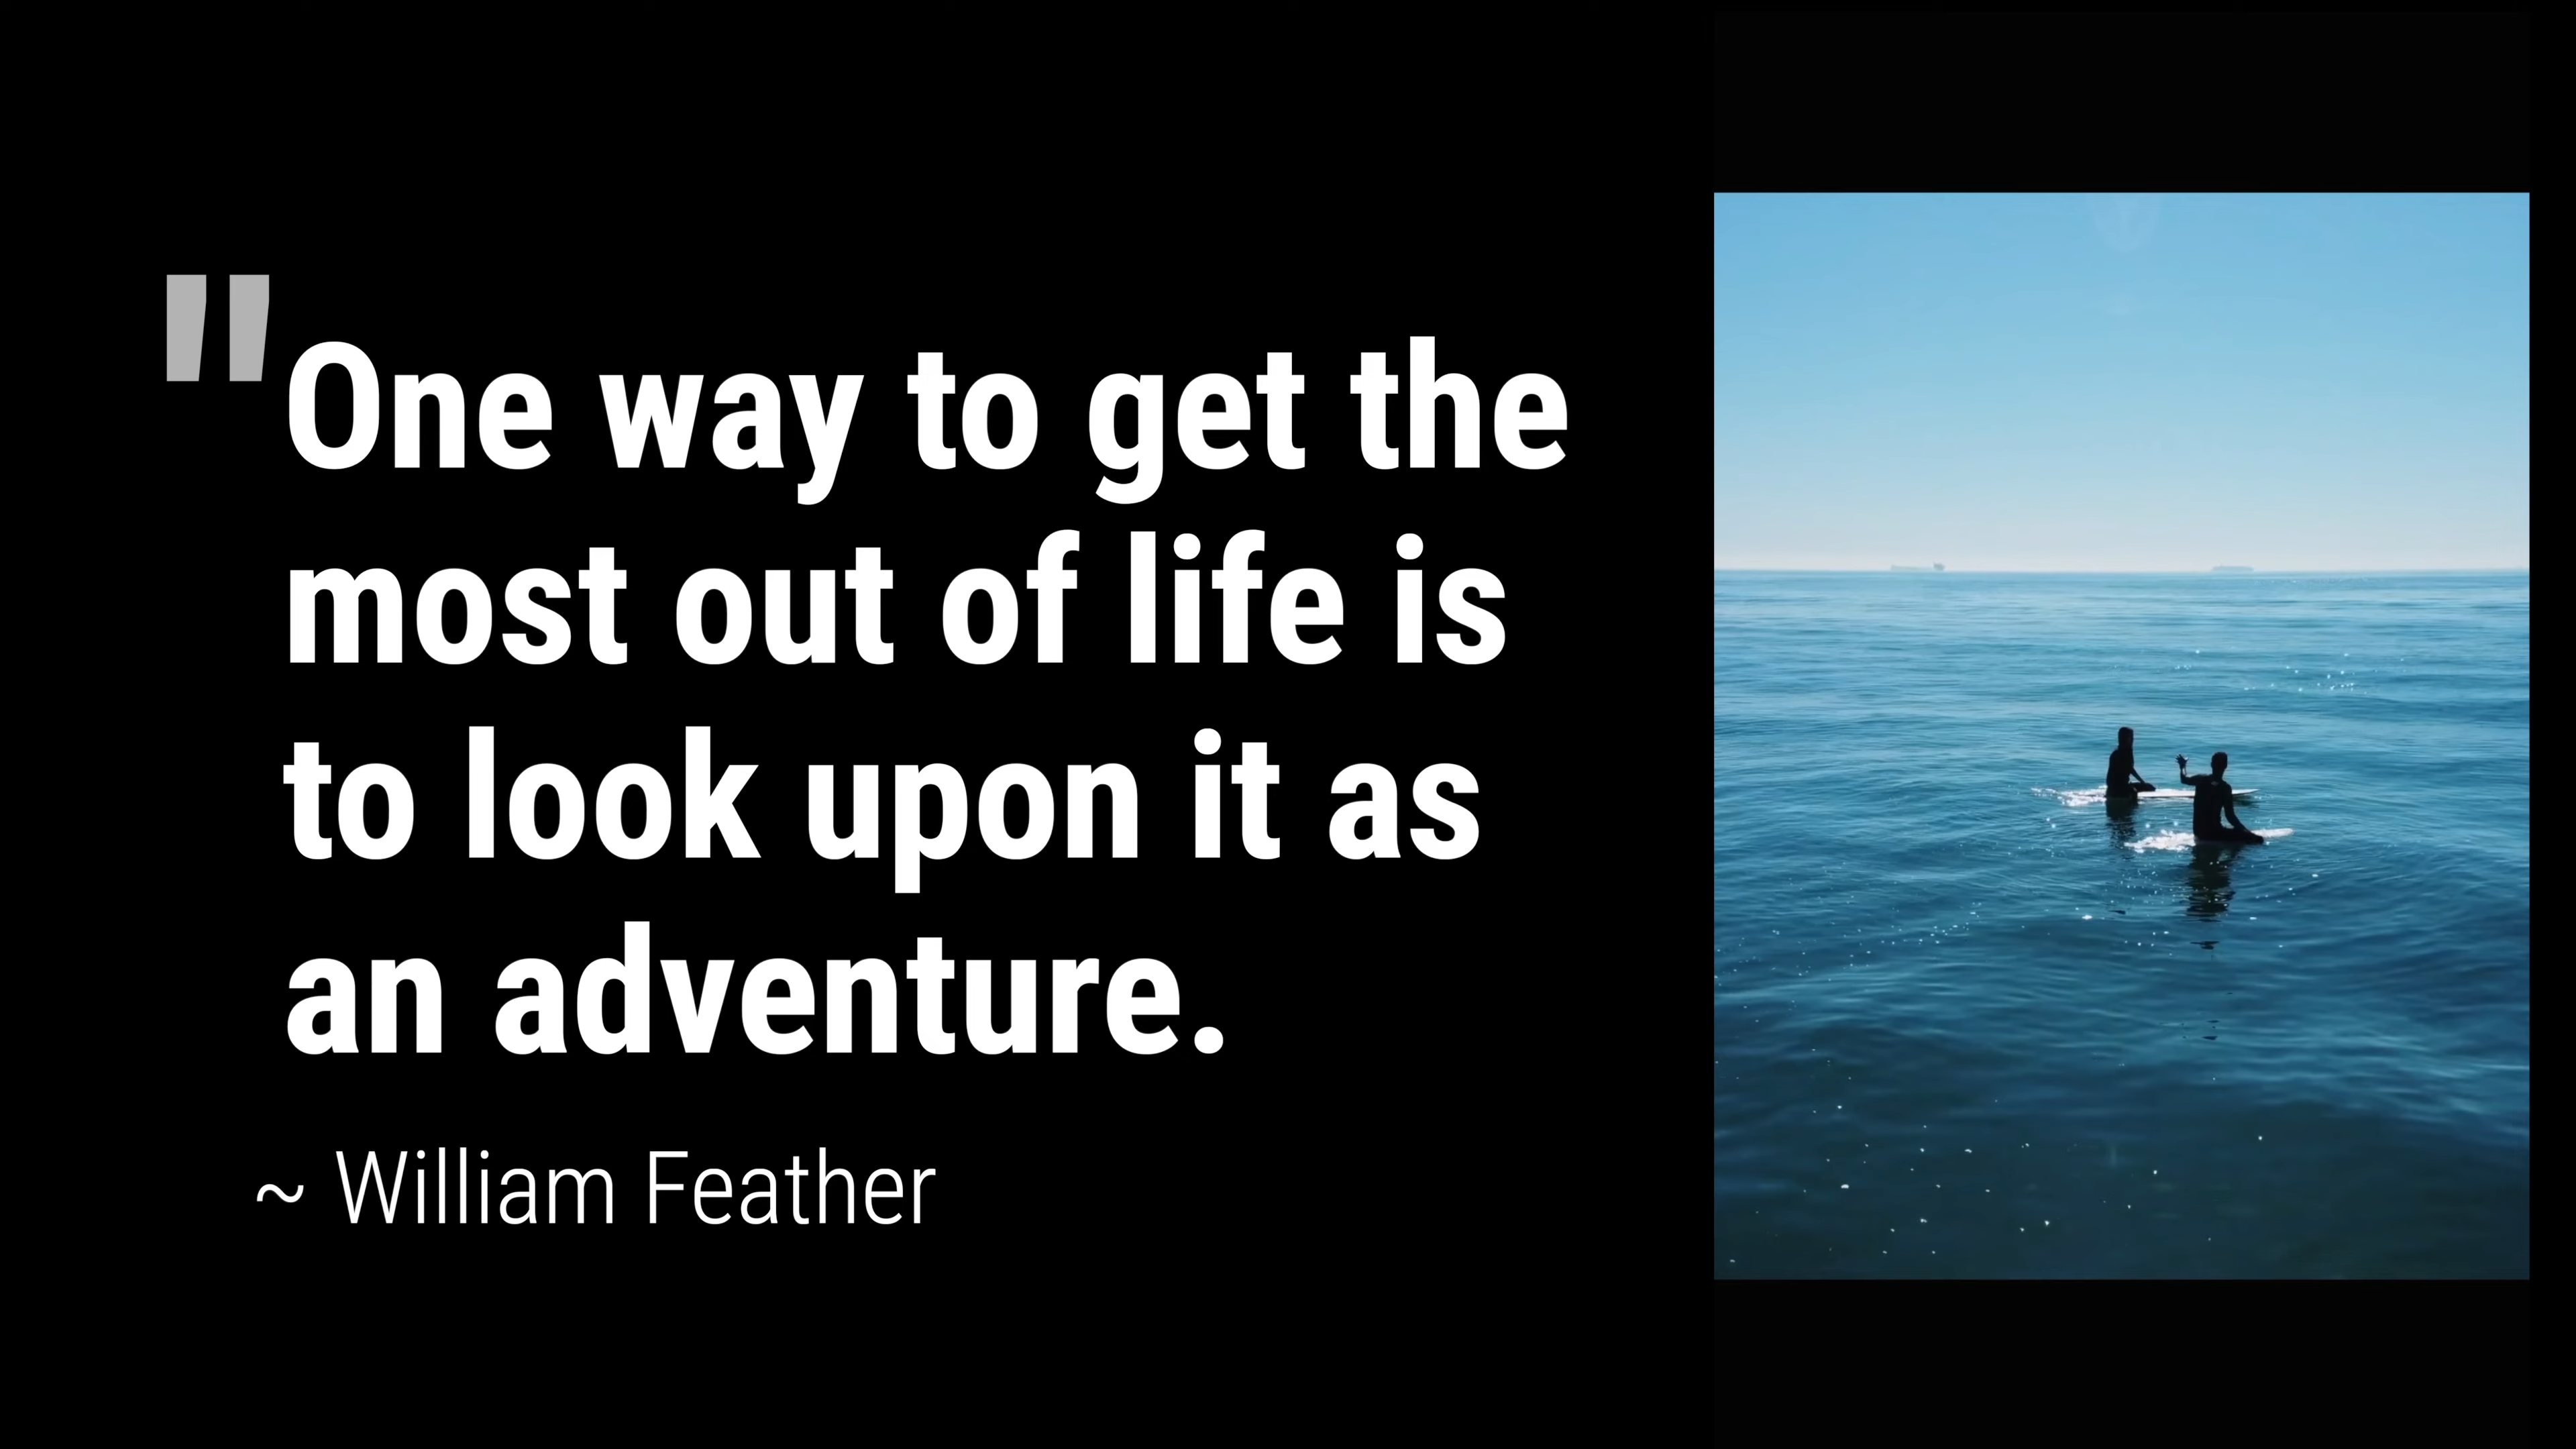 "One way to get the
most out of life is
to look upon it as
an adventure.
~ William Feather